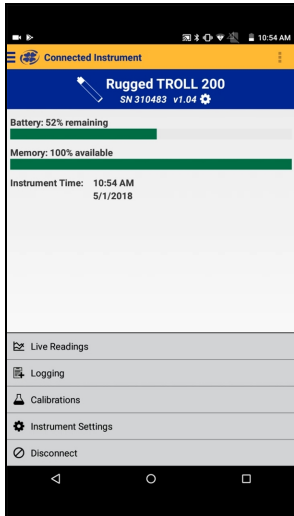 10:54 AM
Connected Instrument
Rugged TROLL 200
SN 310483 v1.04
Battery: 52% remaining
Memory: 100% available
Instrument Time: 10:54 AM
5/1/2018
Live Readings
Logging
Calibrations
Instrument Settings
Disconnect